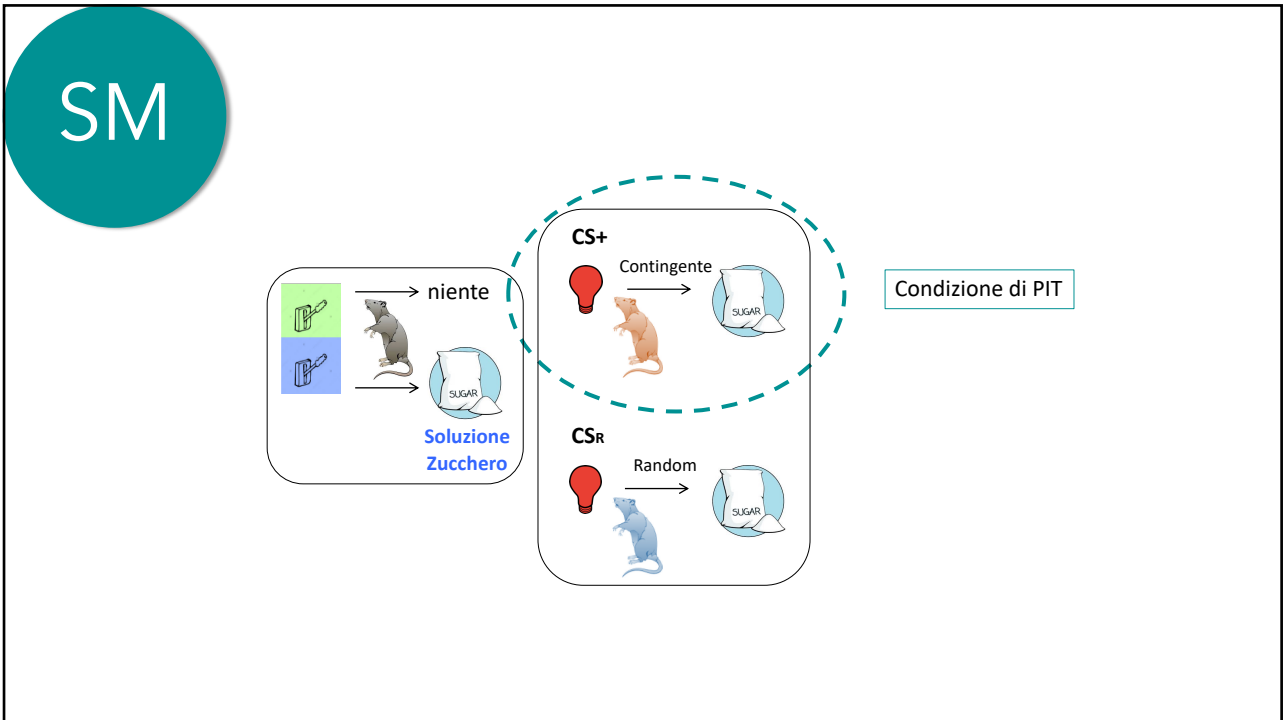 SM
niente
SUGAR
Soluzione
Zucchero
CS+
Contingente
SUGAR
CSR
Random
SUGAR
Condizione di PIT